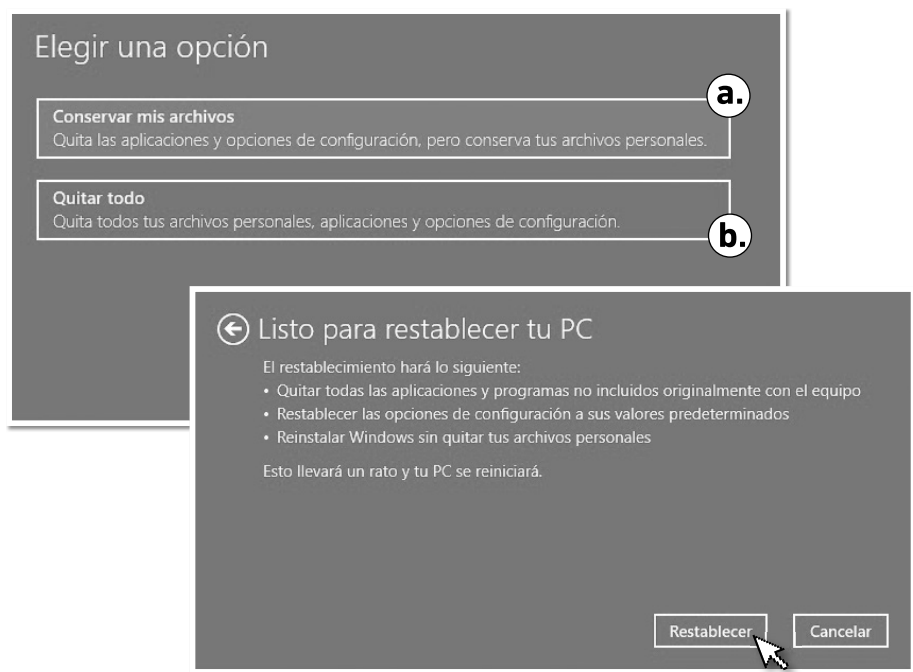 Elegir una opción
a.
Conservar mis archivos
Quita las aplicaciones y opciones de configuración, pero conserva tus archivos personales.
Quitar todo
Quita todos tus archivos personales, aplicaciones y opciones de configuración.
b.
Listo para restablecer tu PC
El restablecimiento hará lo siguiente:
• Quitar todas las aplicaciones y programas no incluidos originalmente con el equipo
• Restablecer las opciones de configuración a sus valores predeterminados
• Reinstalar Windows sin quitar tus archivos personales
Esto llevará un rato y tu PC se reiniciará.
Restablecer Cancelar